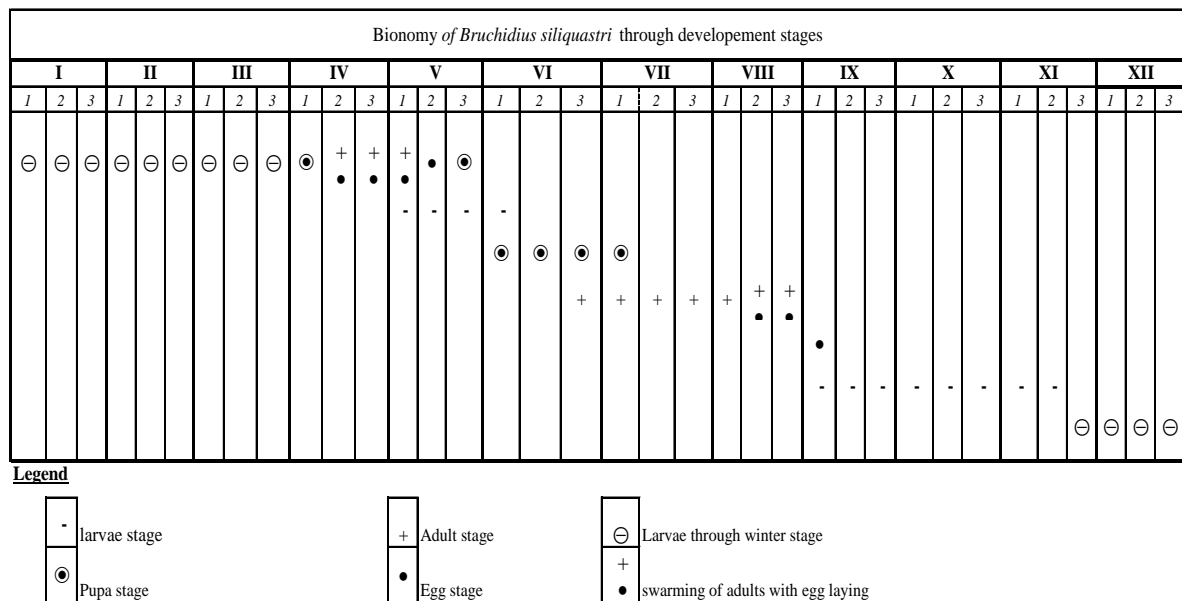 Bionomy of Bruchidius siliquastri through developement stages
I II III IV V VI VII VIII IX X XI XII
1 2 3 1 2 3 1 2 3 1 2 3 1 2 3 1 2 3 1 2 3 1 2 3 1 2 3 1 2 3 1 2 3 1 2 3
⊖ ⊖ ⊖ ⊖ ⊖ ⊖ ⊖ ⊖ ⊖ ◉ + + + ● ◉
● ● ●
- - - -
◉ ◉ ◉ ◉
+ + + + + + +
● ●
●
- - - - - - - -
⊖ ⊖ ⊖ ⊖
Legend
- larvae stage + Adult stage ⊖ Larvae through winter stage
◉ Pupa stage ● Egg stage + ● swarming of adults with egg laying